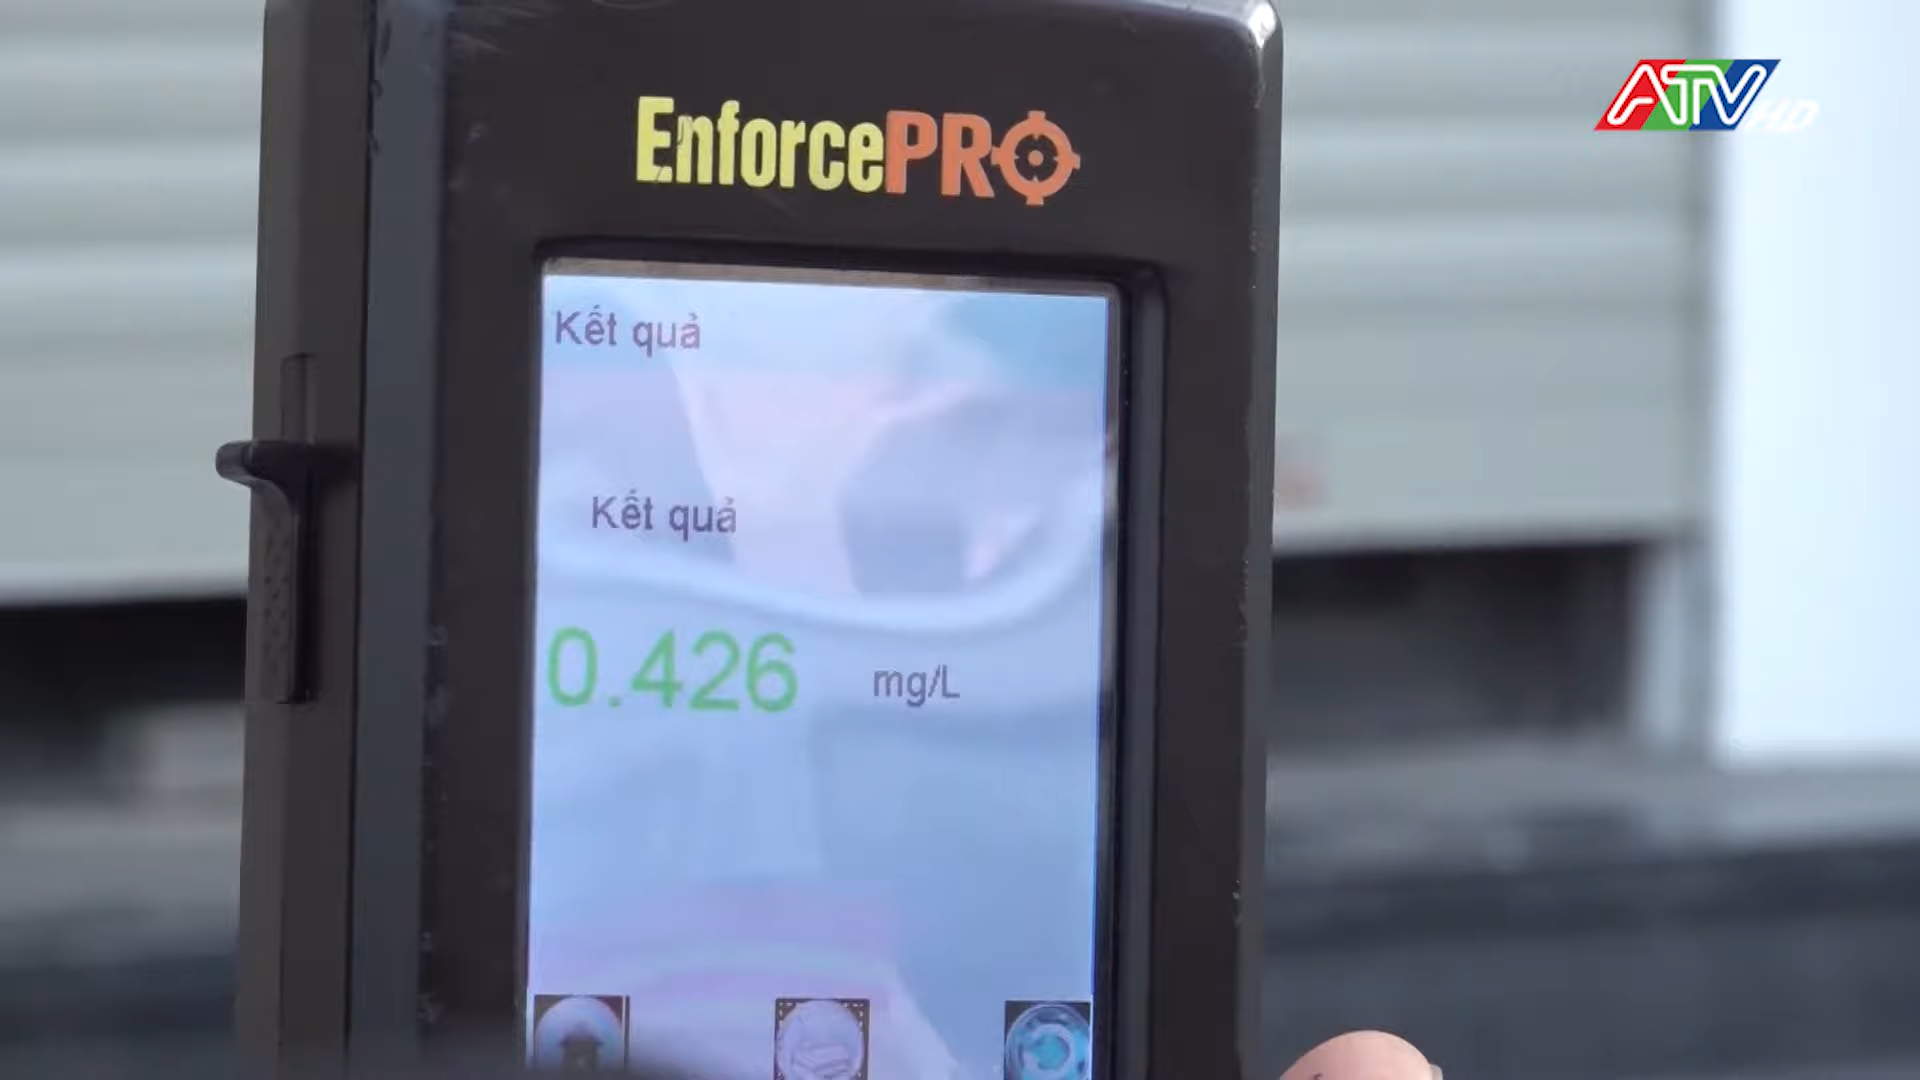 ATV HD
EnforcePRO
Kết quả
Kết quả
0.426 mg/L